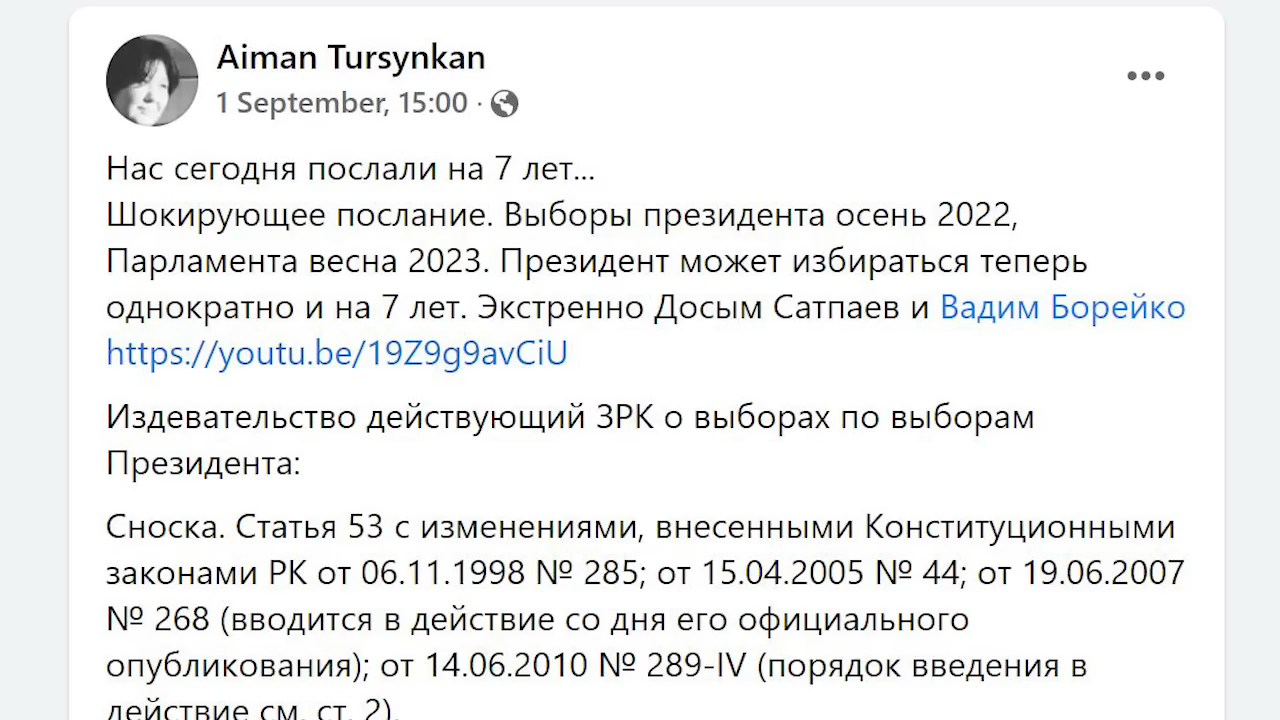 Aiman Tursynkan
1 September, 15:00 ·
Нас сегодня послали на 7 лет...
Шокирующее послание. Выборы президента осень 2022,
Парламента весна 2023. Президент может избираться теперь
однократно и на 7 лет. Экстренно Досым Сатпаев и Вадим Борейко
https://youtu.be/19Z9g9avCiU
Издевательство действующий ЗРК о выборах по выборам
Президента:
Сноска. Статья 53 с изменениями, внесенными Конституционными
законами РК от 06.11.1998 № 285; от 15.04.2005 № 44; от 19.06.2007
№ 268 (вводится в действие со дня его официального
опубликования); от 14.06.2010 № 289-IV (порядок введения в
действие см. ст. 2).